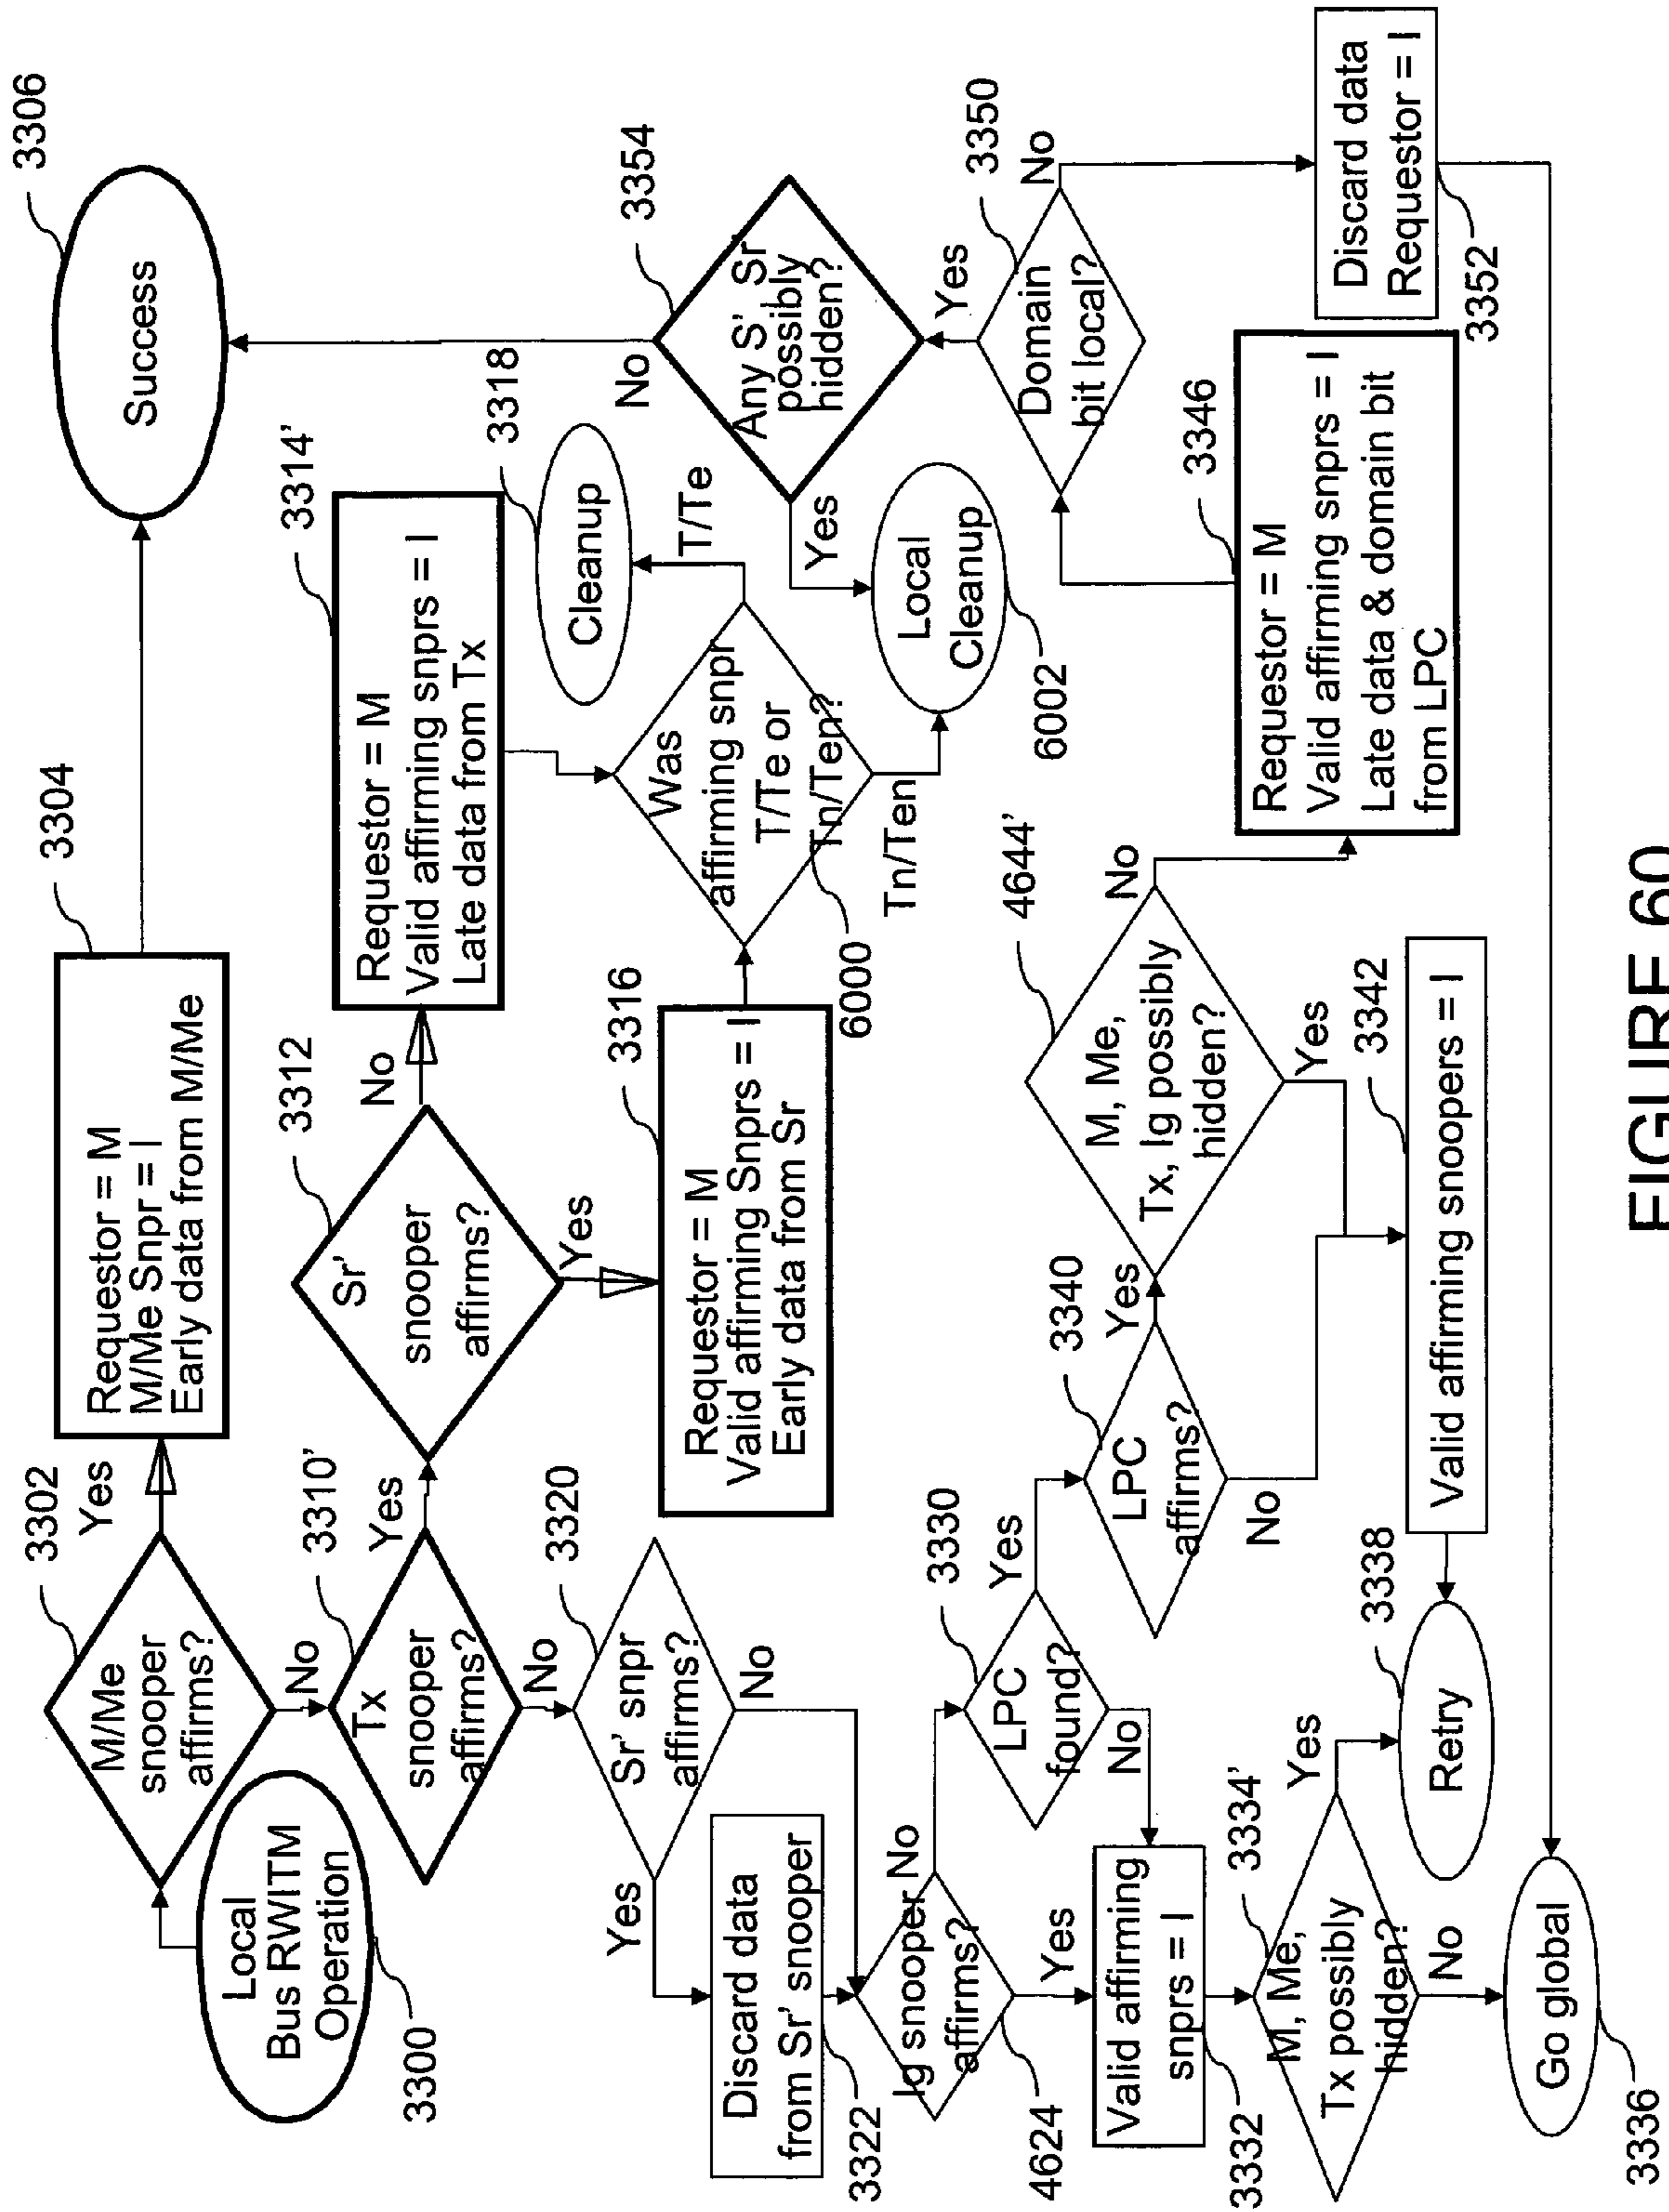 3300
Local
Bus RWITM
Operation
3302
M/Me
snooper
affirms?
Yes
No
3304
Requestor = M
M/Me Snpr = I
Early data from M/Me
3306
Success
3310'
Tx
snooper
affirms?
Yes
No
3312
Sr'
snooper
affirms?
No
Yes
3314'
Requestor = M
Valid affirming snprs = I
Late data from Tx
3316
Requestor = M
Valid affirming Snprs = I
Early data from Sr
6000
Was
affirming snpr
T/Te or
Tn/Ten?
T/Te
Tn/Ten
3318
Cleanup
6002
Local
Cleanup
3320
Sr' snpr
affirms?
Yes
No
3322
Discard data
from Sr' snooper
4624
Ig snooper
affirms?
No
Yes
3330
LPC
found?
Yes
No
3332
Valid affirming
snprs = I
3334'
M, Me,
Tx possibly
hidden?
Yes
No
3336
Go global
3338
Retry
3340
LPC
affirms?
Yes
No
4644'
M, Me,
Tx, Ig possibly
hidden?
No
Yes
3342
Valid affirming snoopers = I
3346
Requestor = M
Valid affirming snprs = I
Late data & domain bit
from LPC
3350
Domain
bit local?
Yes
No
3352
Discard data
Requestor = I
3354
Any S' Sr'
possibly
hidden?
No
Yes
FIGURE 60